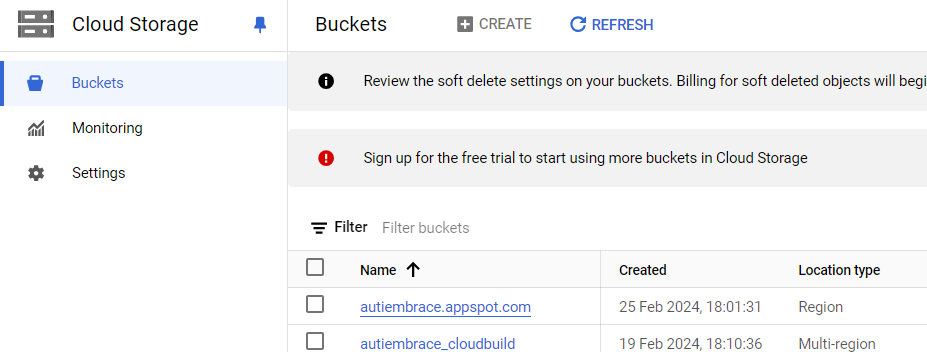 Cloud Storage
Buckets
CREATE
REFRESH
Buckets
Monitoring
Settings
Review the soft delete settings on your buckets. Billing for soft deleted objects will begi
Sign up for the free trial to start using more buckets in Cloud Storage
Filter Filter buckets
Name Created Location type
autiembrace.appspot.com 25 Feb 2024, 18:01:31 Region
autiembrace_cloudbuild 19 Feb 2024, 18:10:36 Multi-region